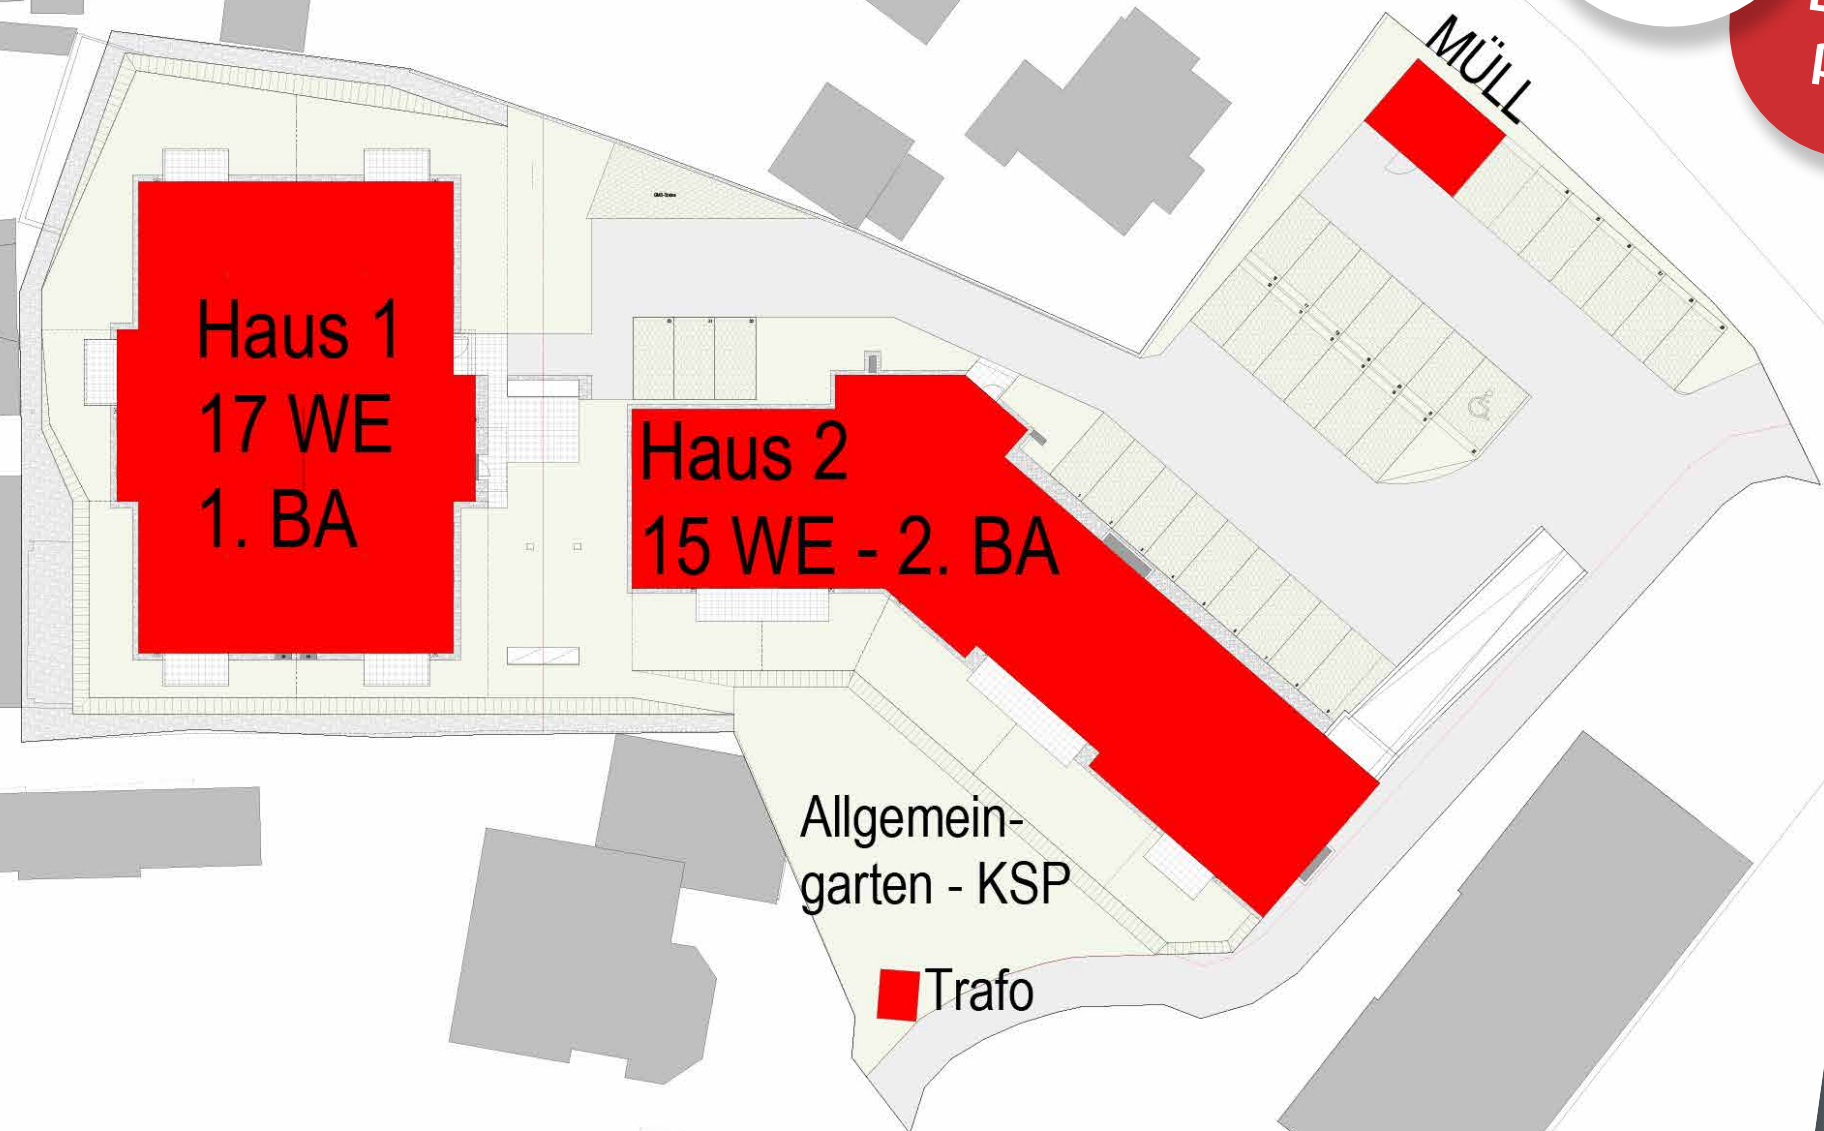 MÜLL
Haus 1
17 WE
1. BA
Haus 2
15 WE - 2. BA
Allgemein-
garten - KSP
Trafo